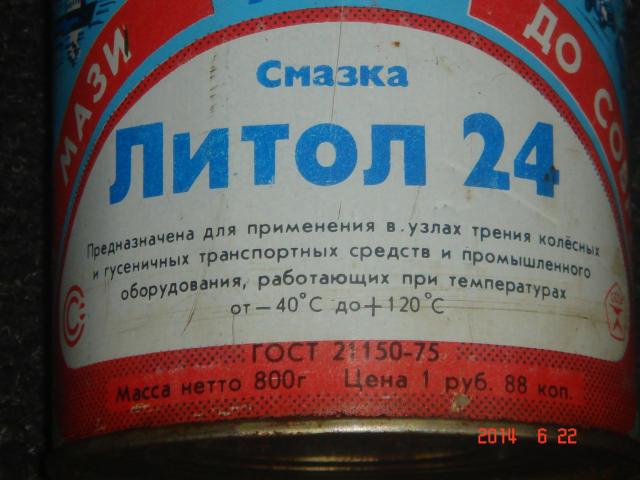 МАЗИ
ДО СОВ
Смазка
Литол 24
Предназначена для применения в узлах трения колёсных
и гусеничных транспортных средств и промышленного
оборудования, работающих при температурах
от –40°С до +120°С
ГОСТ 21150-75
Масса нетто 800г Цена 1 руб. 88 коп.
2014 6 22